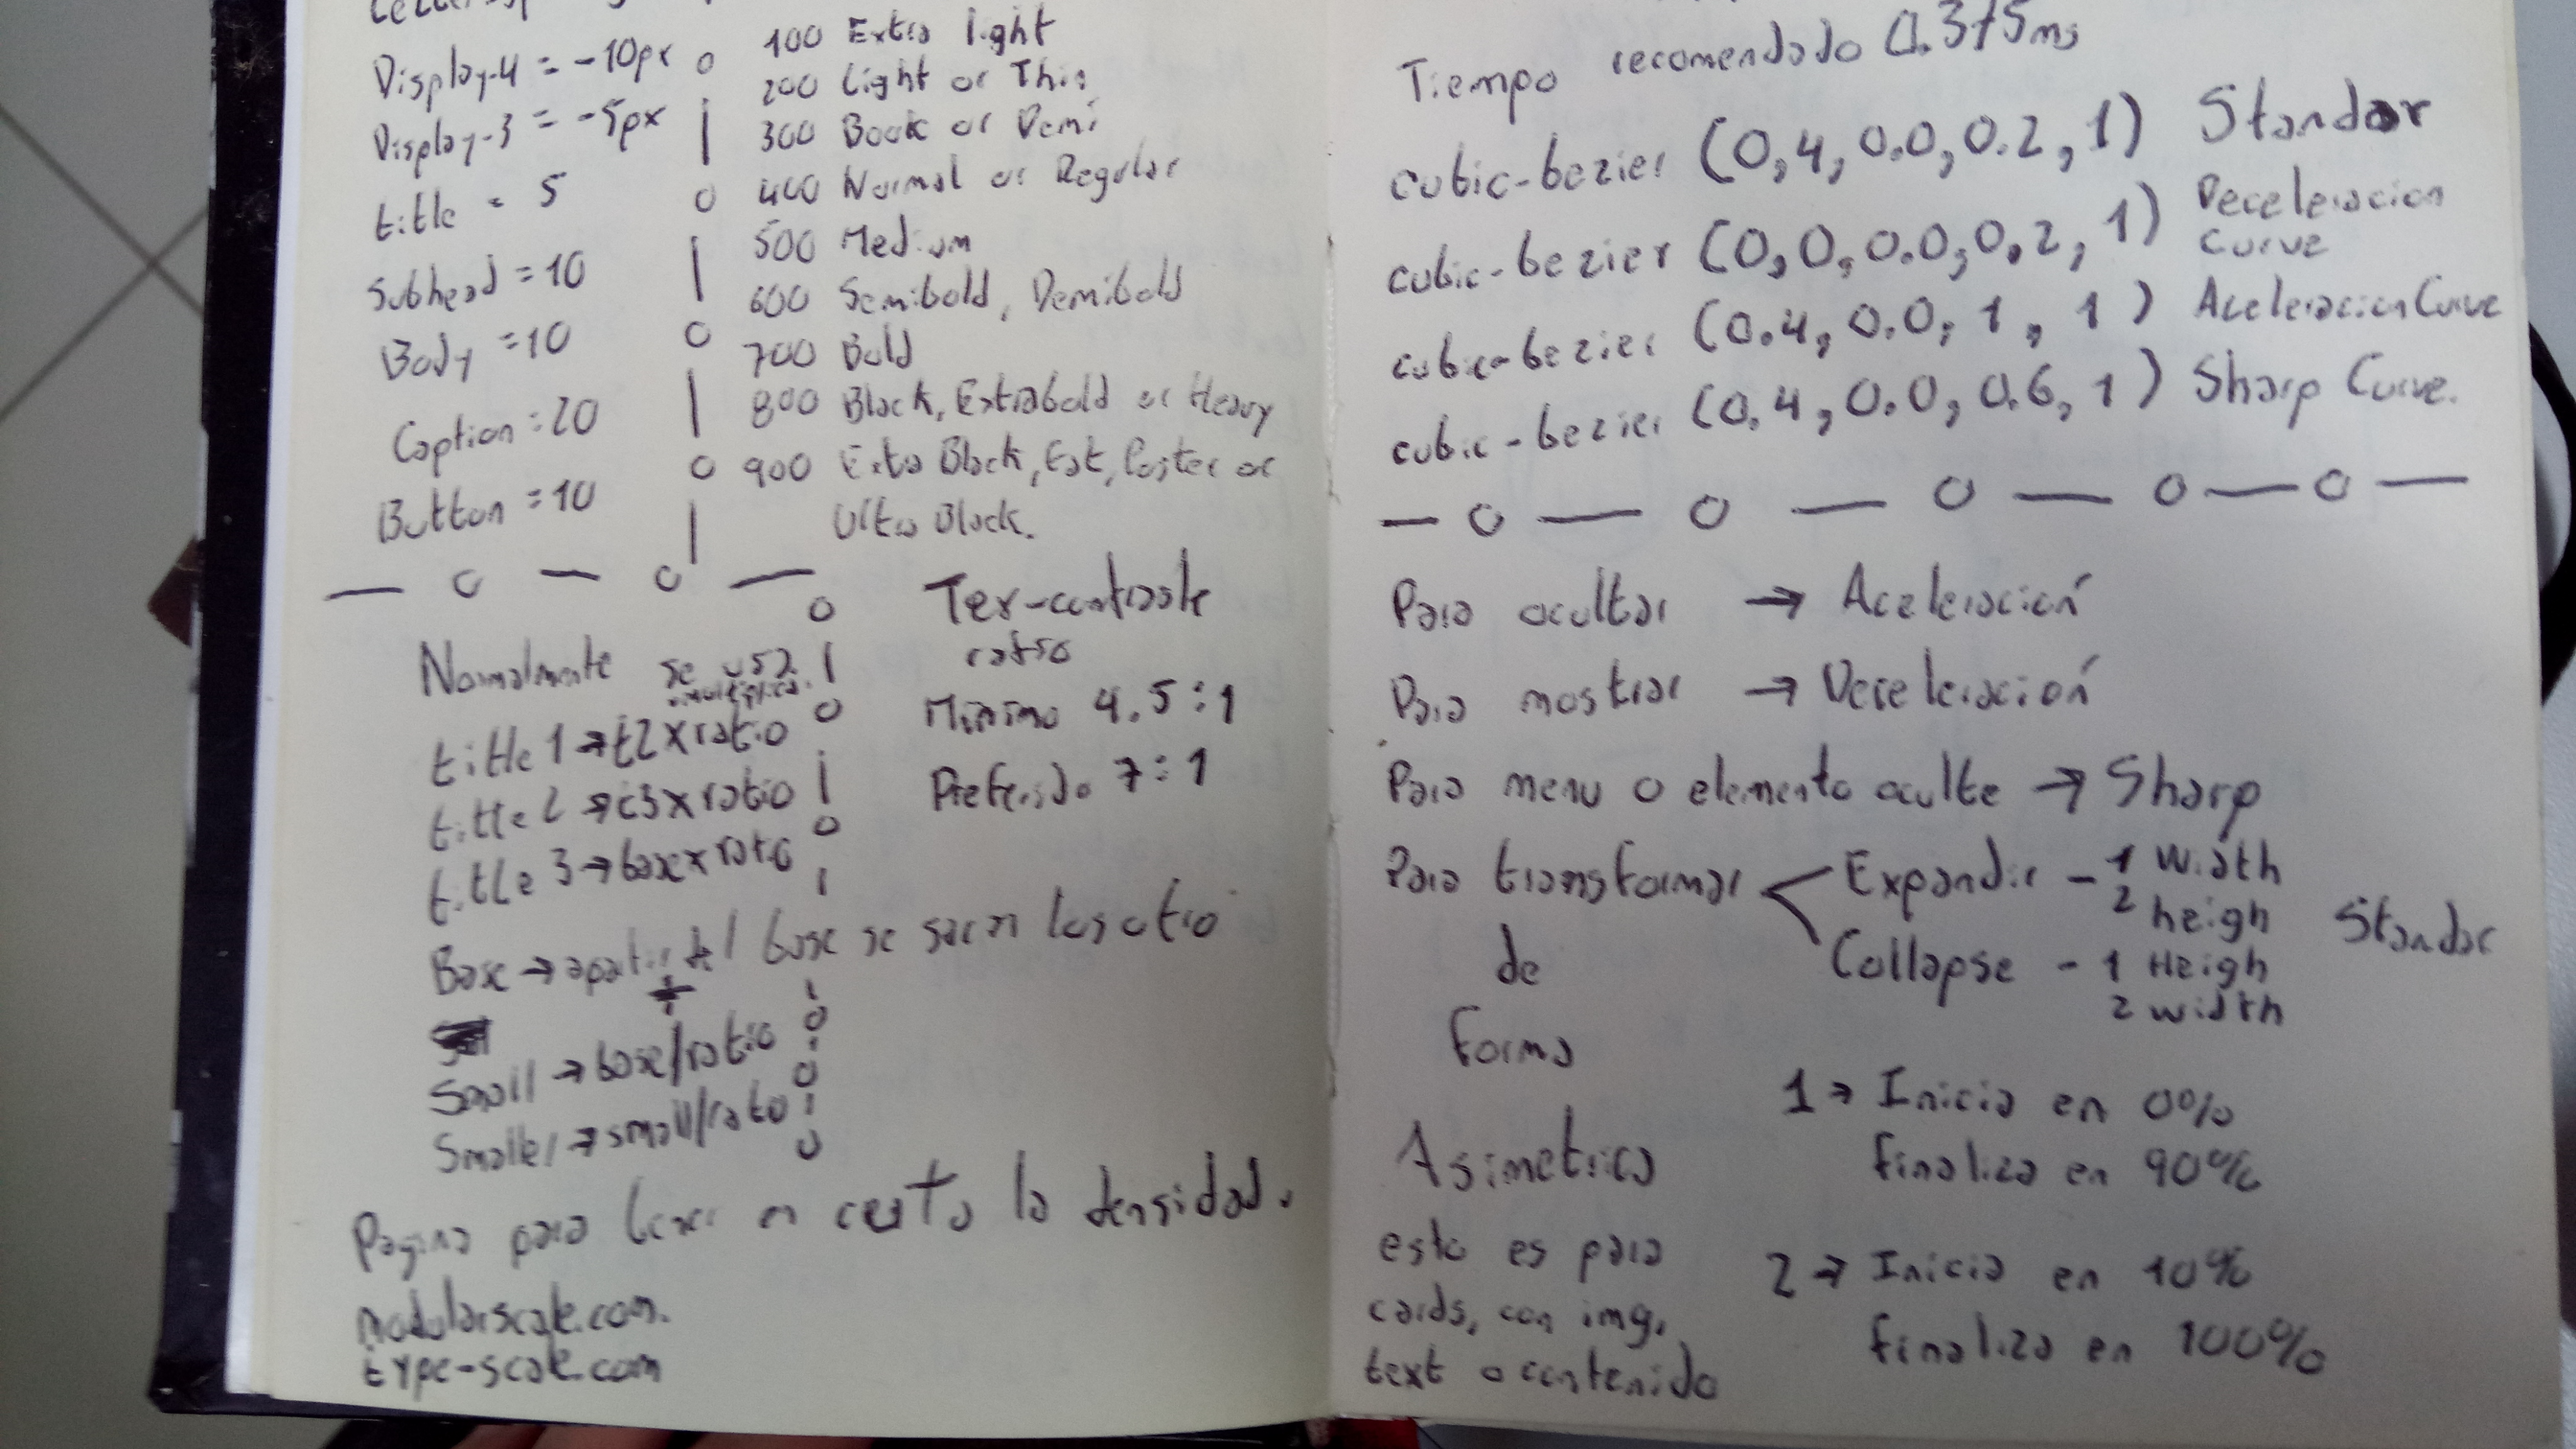 Display-4 = -10px
Display-3 = -5px
title = 5
Subhead = 10
Body = 10
Caption = 20
Button = 10
100 Extra light
200 Light or Thin
300 Book or Demi
400 Normal or Regular
500 Medium
600 Semibold, Demibold
700 Bold
800 Black, Extrabold or Heavy
900 Exta Black, Fat, Poster or
Ultra Black.
Normalmente se usa
multiplica.
title 1 → t2 x ratio
title 2 → t3 x ratio
title 3 → base x ratio
Base → apartir del base se sacan los otro
Small → base/ratio
Smaller → small/ratio
Tex-contraste
ratio
Minimo 4.5:1
Preferido 7:1
Pagina para tener en cuenta la densidad.
modularscale.com.
type-scale.com
Tiempo recomendado 0.375ms
cubic-bezier (0,4, 0.0, 0.2, 1) Standar
cubic-bezier (0,0, 0.0, 0,2, 1) Deceleracion
Curve
cubic-bezier (0.4, 0.0, 1, 1) Aceleracion Curve
cubic-bezier (0.4, 0.0, 0.6, 1) Sharp Curve.
Para ocultar → Aceleración
Para mostrar → Deceleración
Para menu o elemento oculte → Sharp
Para transformar
de
forma
Expandir - 1 Width
2 heigh
Collapse - 1 Heigh
2 width
Standar
1 → Inicia en 0%
finaliza en 90%
2 → Inicia en 10%
finaliza en 100%
Asimetrica
esto es para
cards, con img,
text o contenido